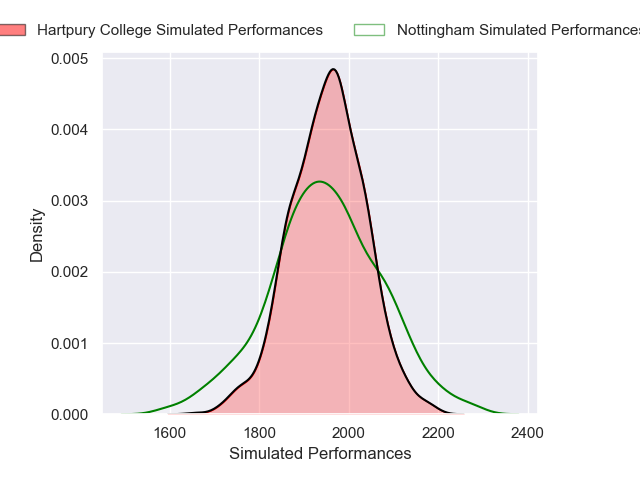 Hartpury College Simulated Performances Nottingham Simulated Performances
0.005
0.004
0.003
0.002
0.001
0.000
Density
1600 1800 2000 2200 2400
Simulated Performances